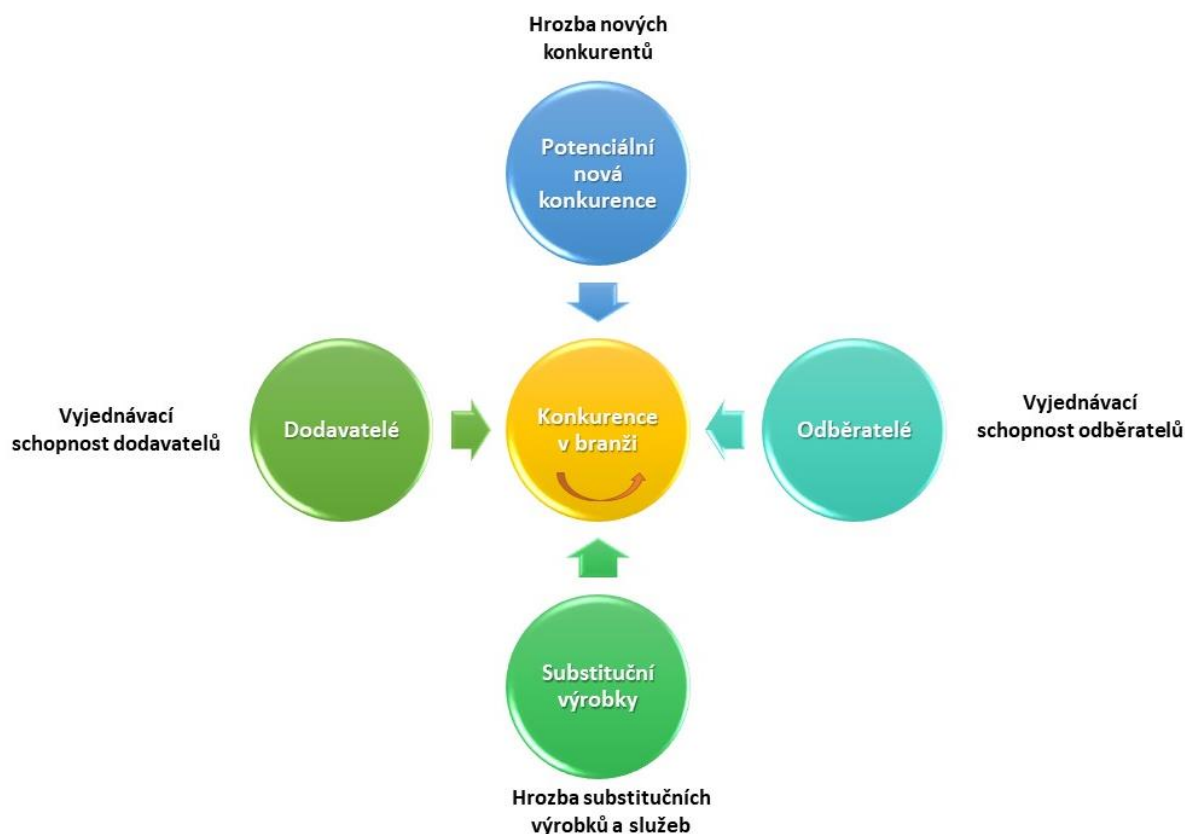 Hrozba nových
konkurentů
Potenciální
nová
konkurence
Vyjednávací
schopnost dodavatelů
Dodavatelé
Konkurence
v branži
Odběratelé
Vyjednávací
schopnost odběratelů
Substituční
výrobky
Hrozba substitučních
výrobků a služeb